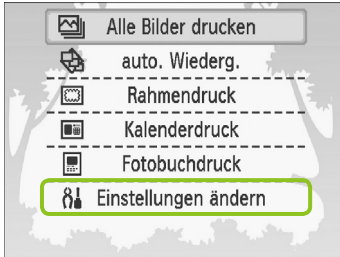 Alle Bilder drucken
auto. Wiederg.
Rahmendruck
Kalenderdruck
Fotobuchdruck
Einstellungen ändern